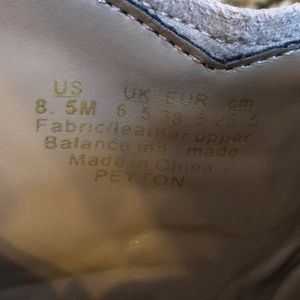 US UK EUR cm
8. 5M 6. 5 38. 5 25. 5
Fabric/leather upper
Balance man made
Made in China
PEYTON